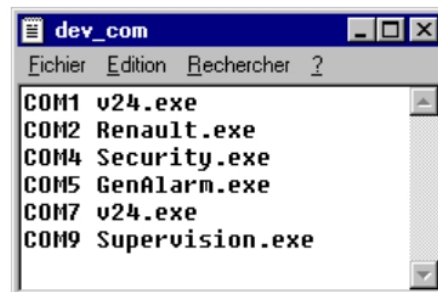 dev_com
Fichier Edition Rechercher ?
COM1 v24.exe
COM2 Renault.exe
COM4 Security.exe
COM5 GenAlarm.exe
COM7 v24.exe
COM9 Supervision.exe